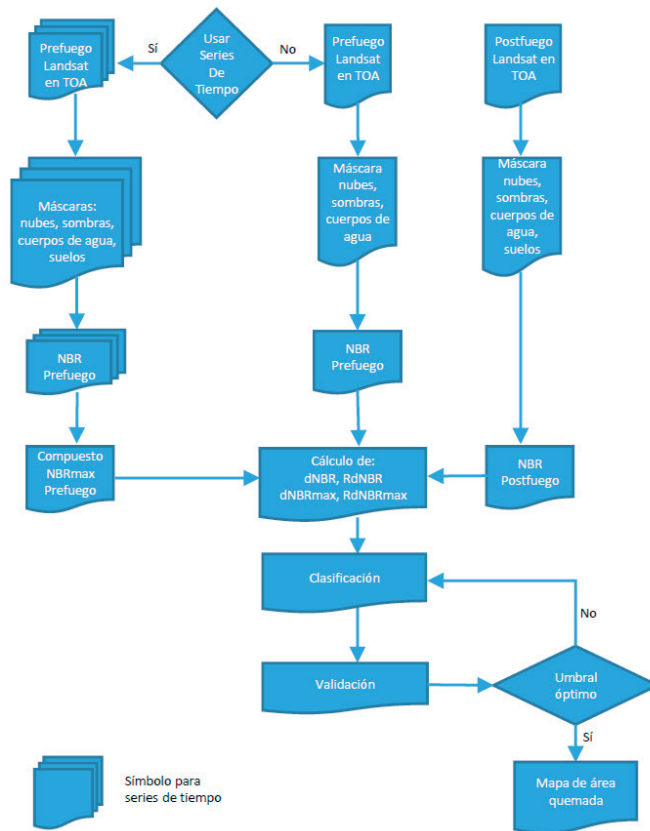 Prefuego
Landsat
en TOA
Sí
Usar
Series
De
Tiempo
No
Prefuego
Landsat
en TOA
Postfuego
Landsat en
TOA
Máscaras:
nubes, sombras,
cuerpos de agua,
suelos
Máscara
nubes,
sombras,
cuerpos de
agua
Máscara
nubes,
sombras,
cuerpos de
agua,
suelos
NBR
Prefuego
NBR
Prefuego
Compuesto
NBRmax
Prefuego
Cálculo de:
dNBR, RdNBR
dNBRmax, RdNBRmax
NBR
Postfuego
Clasificación
No
Validación
Umbral
óptimo
Sí
Símbolo para
series de tiempo
Mapa de área
quemada